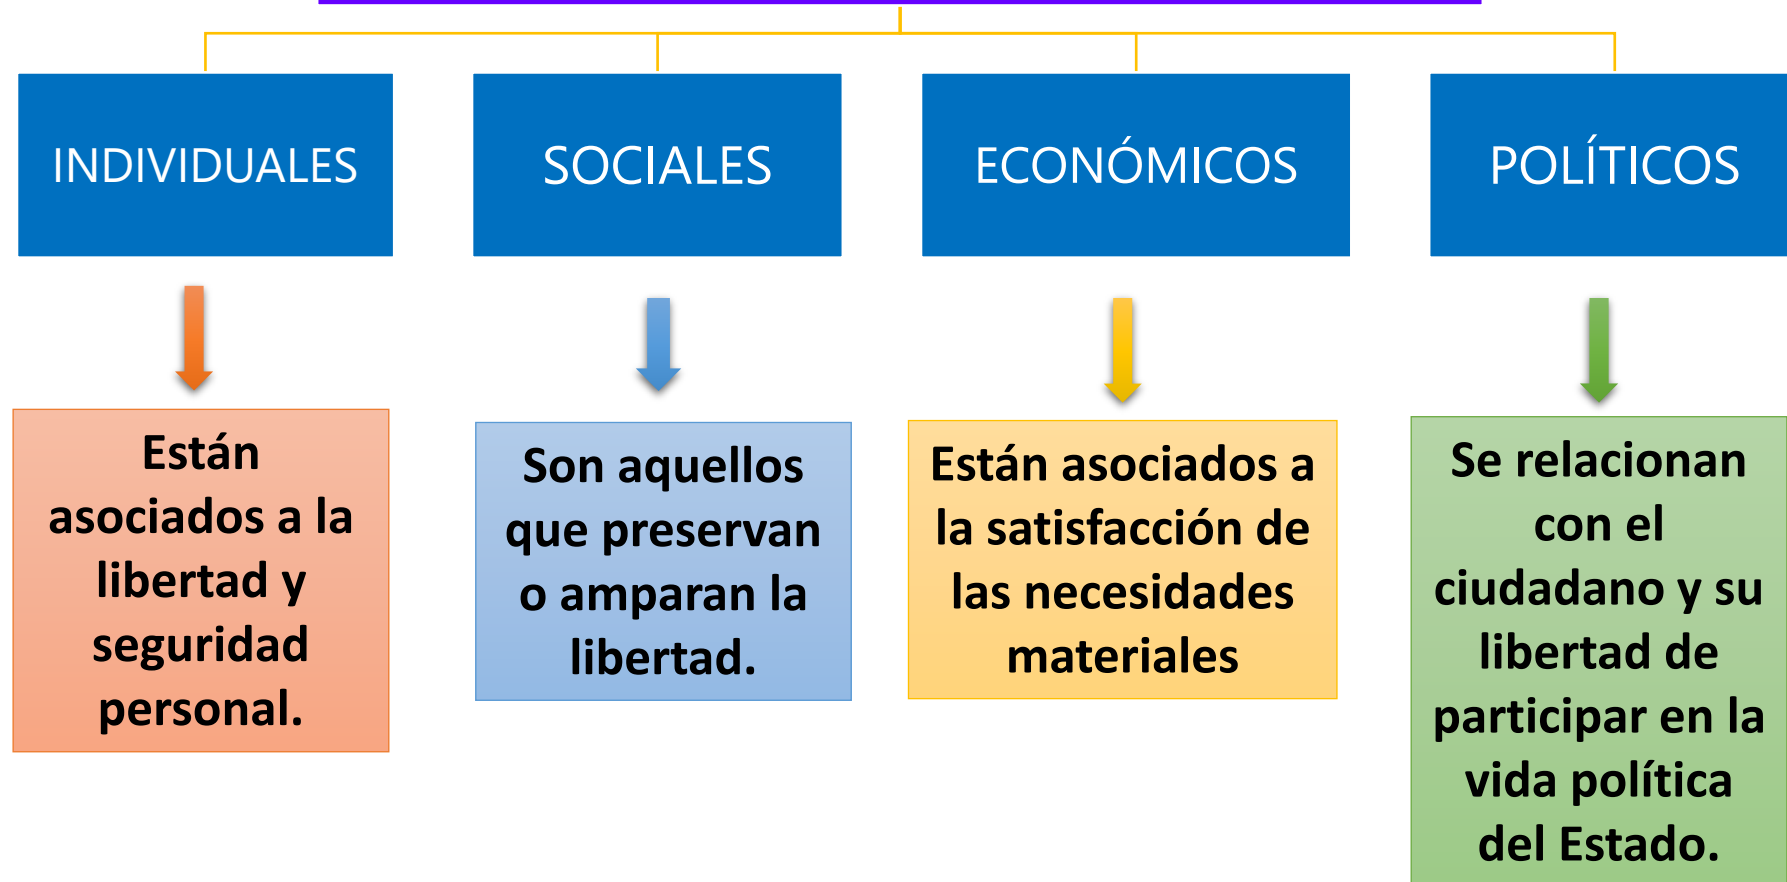 INDIVIDUALES
SOCIALES
ECONÓMICOS
POLÍTICOS
Están
asociados a la
libertad y
seguridad
personal.
Son aquellos
que preservan
o amparan la
libertad.
Están asociados a
la satisfacción de
las necesidades
materiales
Se relacionan
con el
ciudadano y su
libertad de
participar en la
vida política
del Estado.